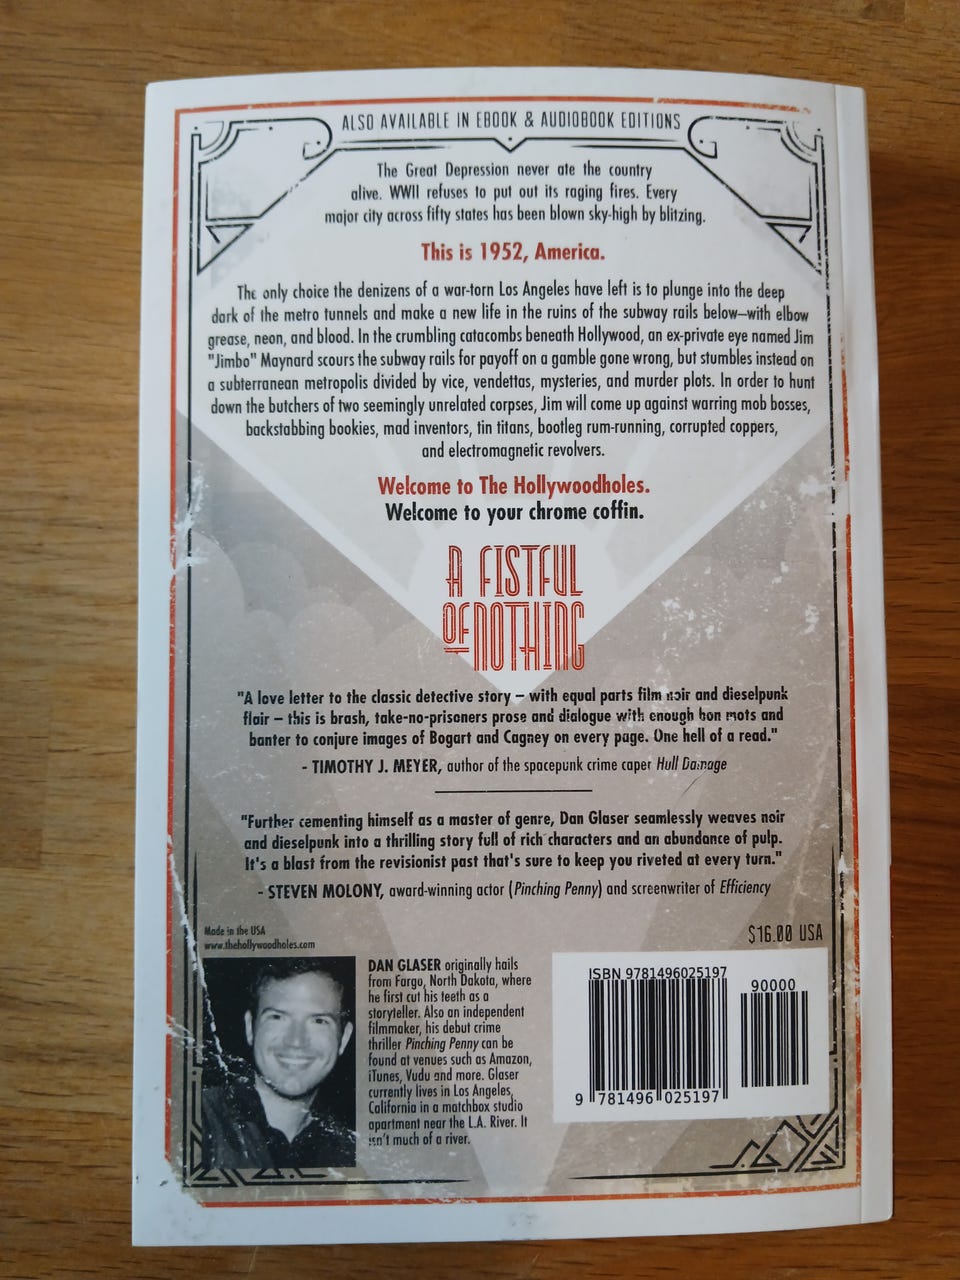 ALSO AVAILABLE IN EBOOK & AUDIOBOOK EDITIONS
The Great Depression never ate the country
alive. WWII refuses to put out its raging fires. Every
major city across fifty states has been blown sky-high by blitzing.
This is 1952, America.
The only choice the denizens of a war-torn Los Angeles have left is to plunge into the deep
dark of the metro tunnels and make a new life in the ruins of the subway rails below—with elbow
grease, neon, and blood. In the crumbling catacombs beneath Hollywood, an ex-private eye named Jim
"Jimbo" Maynard scours the subway rails for payoff on a gamble gone wrong, but stumbles instead on
a subterranean metropolis divided by vice, vendettas, mysteries, and murder plots. In order to hunt
down the butchers of two seemingly unrelated corpses, Jim will come up against warring mob bosses,
backstabbing bookies, mad inventors, tin titans, bootleg rum-running, corrupted coppers,
and electromagnetic revolvers.
Welcome to The Hollywoodholes.
Welcome to your chrome coffin.
A FISTFUL
OF NOTHING
"A love letter to the classic detective story – with equal parts film noir and dieselpunk
flair – this is brash, take-no-prisoners prose and dialogue with enough bon mots and
banter to conjure images of Bogart and Cagney on every page. One hell of a read."
- TIMOTHY J. MEYER, author of the spacepunk crime caper Hull Damage
"Further cementing himself as a master of genre, Dan Glaser seamlessly weaves noir
and dieselpunk into a thrilling story full of rich characters and an abundance of pulp.
It's a blast from the revisionist past that's sure to keep you riveted at every turn."
- STEVEN MOLONY, award-winning actor (Pinching Penny) and screenwriter of Efficiency
Made in the USA
www.thehollywoodholes.com
$16.00 USA
DAN GLASER originally hails
from Fargo, North Dakota, where
he first cut his teeth as a
storyteller. Also an independent
filmmaker, his debut crime
thriller Pinching Penny can be
found at venues such as Amazon,
iTunes, Vudu and more. Glaser
currently lives in Los Angeles,
California in a matchbox studio
apartment near the L.A. River. It
isn't much of a river.
ISBN 9781496025197
90000
9 781496 025197